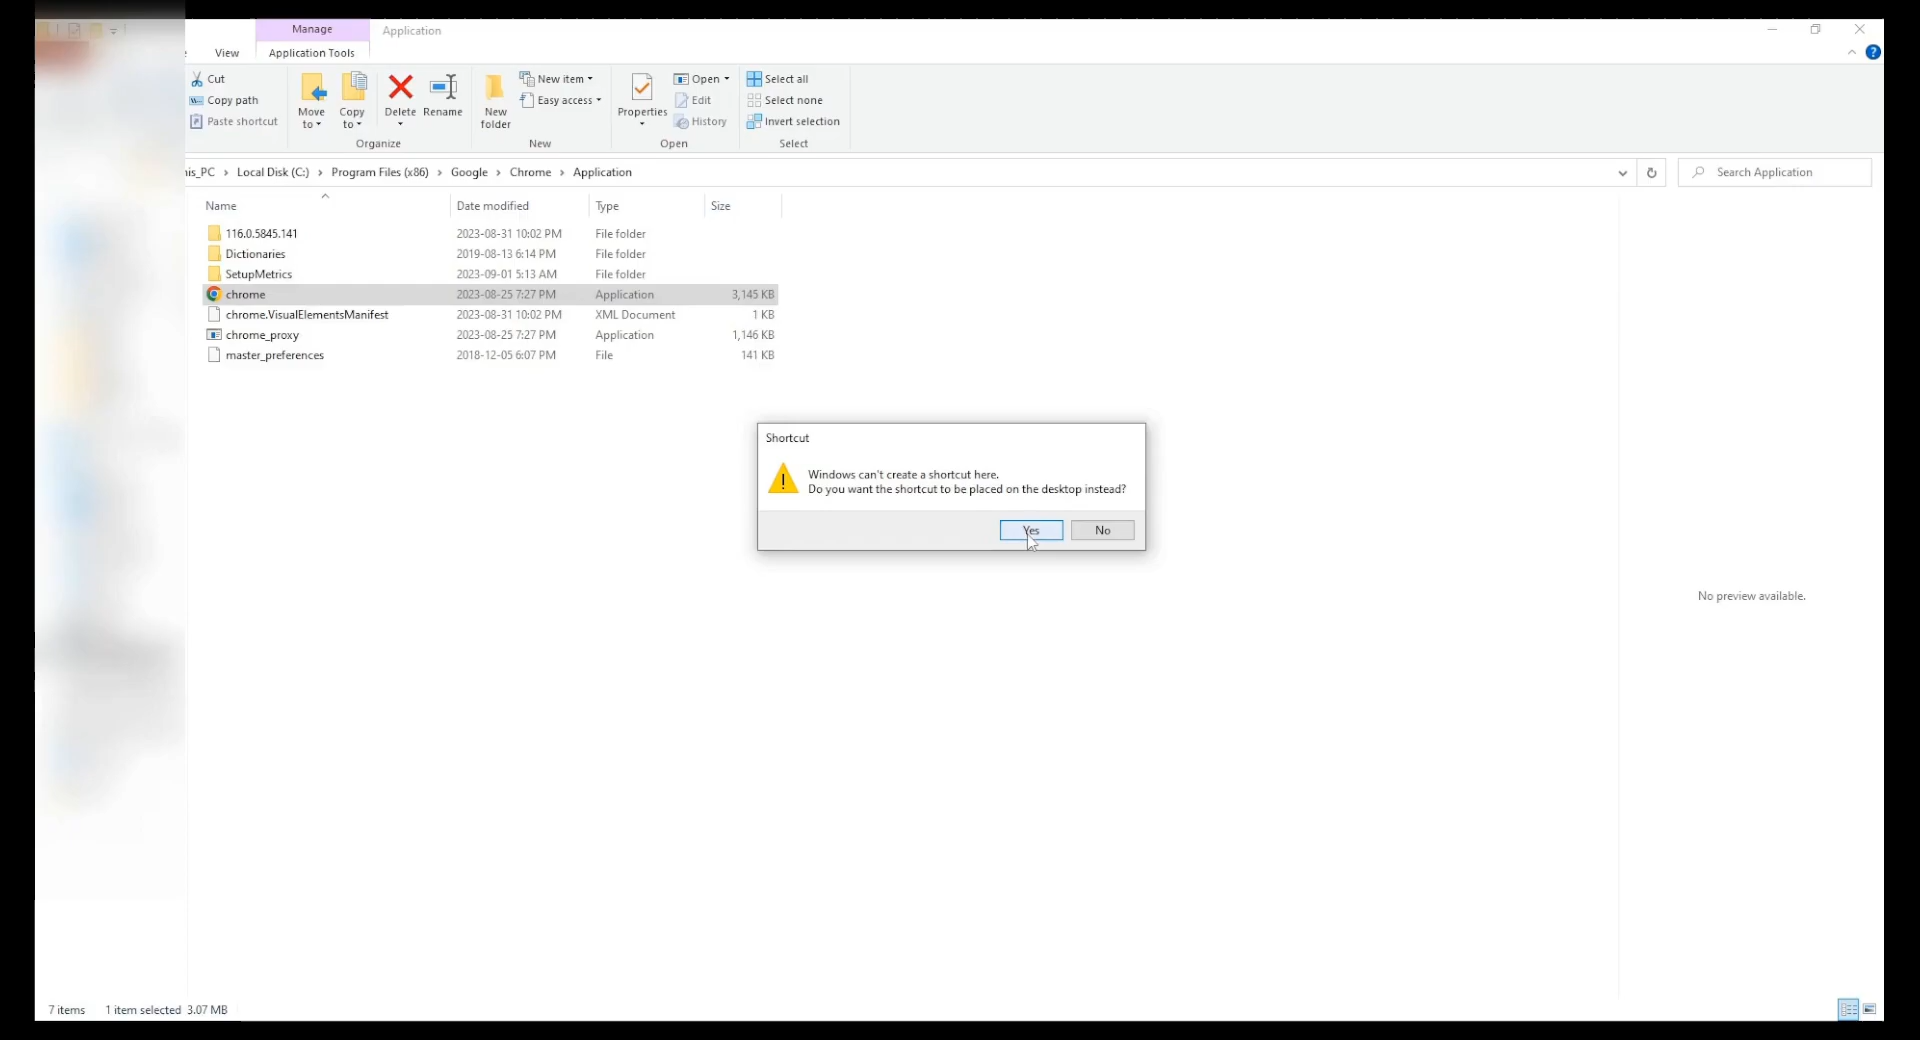 Manage
Application
View
Application Tools
Cut
Copy path
Paste shortcut
Move to
Copy to
Delete
Rename
New folder
New item
Easy access
Properties
Open
Edit
History
Select all
Select none
Invert selection
Organize
New
Open
Select
Local Disk (C:) › Program Files (x86) › Google › Chrome › Application
Search Application
Name Date modified Type Size
116.0.5845.141 2023-08-31 10:02 PM File folder
Dictionaries 2019-08-13 6:14 PM File folder
SetupMetrics 2023-09-01 5:13 AM File folder
chrome 2023-08-25 7:27 PM Application 3,145 KB
chrome.VisualElementsManifest 2023-08-31 10:02 PM XML Document 1 KB
chrome_proxy 2023-08-25 7:27 PM Application 1,146 KB
master_preferences 2018-12-05 6:07 PM File 141 KB
Shortcut
Windows can't create a shortcut here.
Do you want the shortcut to be placed on the desktop instead?
Yes
No
No preview available.
7 items 1 item selected 3.07 MB